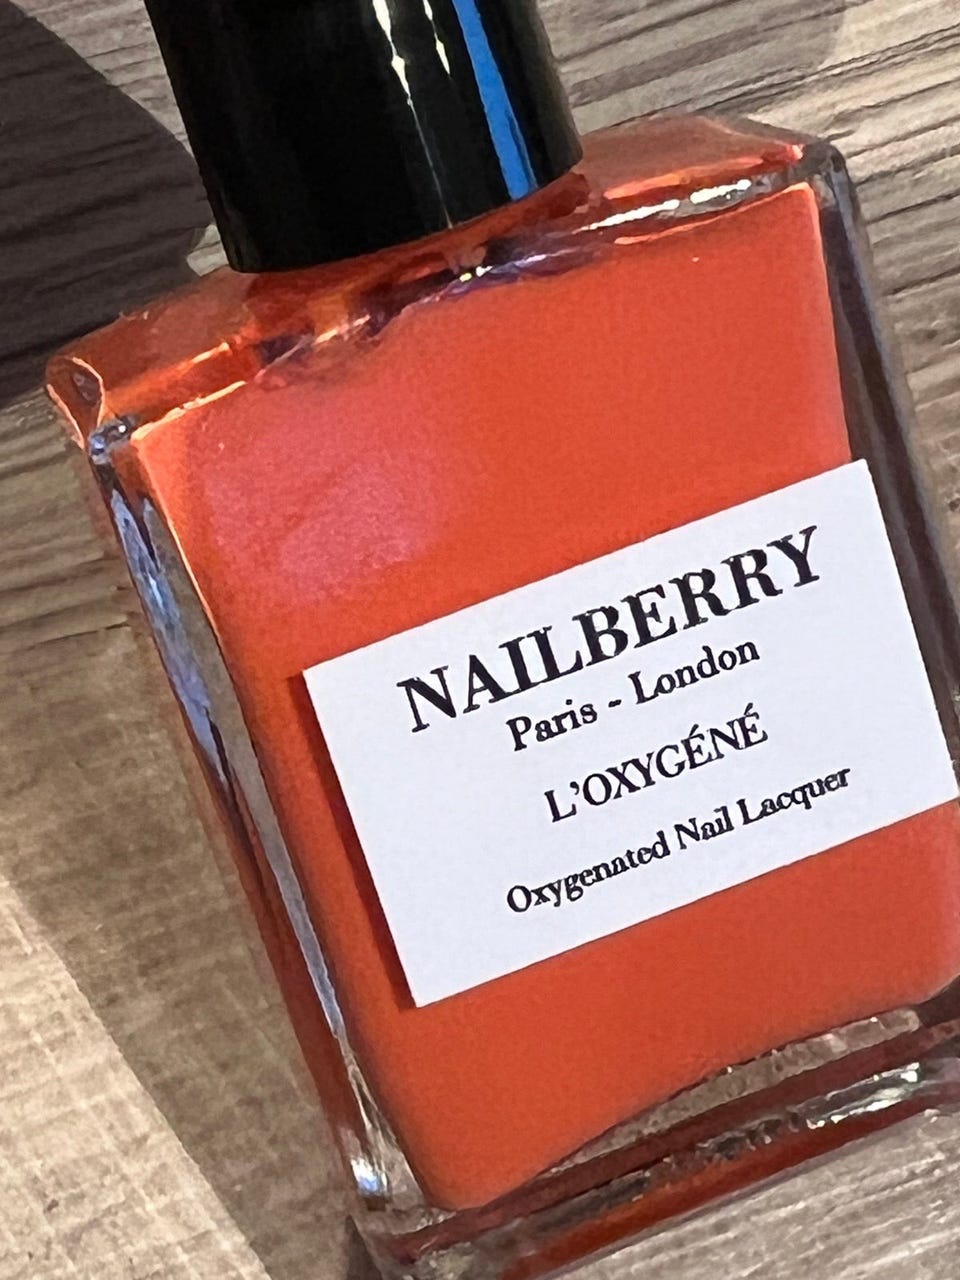 NAILBERRY
Paris - London
L'OXYGÉNÉ
Oxygenated Nail Lacquer